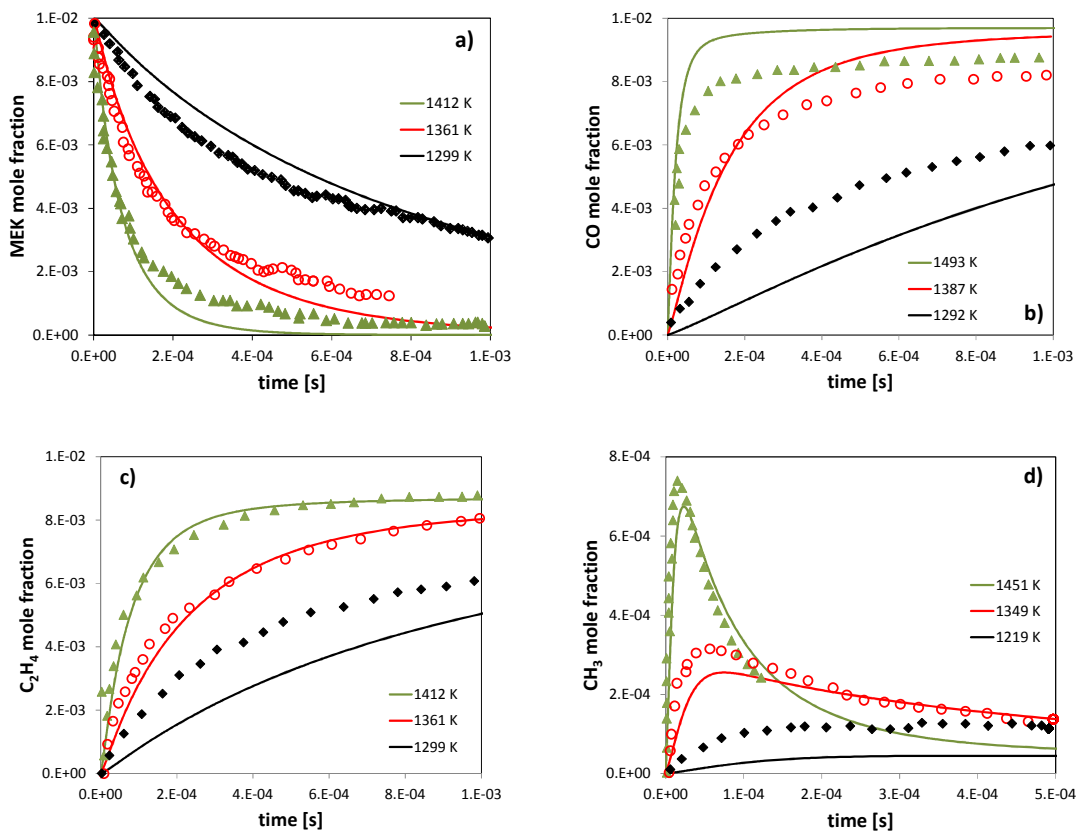 a)
1.E-02
8.E-03
6.E-03
4.E-03
2.E-03
0.E+00
MEK mole fraction
1412 K
1361 K
1299 K
0.E+00 2.E-04 4.E-04 6.E-04 8.E-04 1.E-03
time [s]
1.E-02
8.E-03
6.E-03
4.E-03
2.E-03
0.E+00
CO mole fraction
1493 K
1387 K
1292 K
b)
0.E+00 2.E-04 4.E-04 6.E-04 8.E-04 1.E-03
time [s]
c)
1.E-02
8.E-03
6.E-03
4.E-03
2.E-03
0.E+00
C2H4 mole fraction
1412 K
1361 K
1299 K
0.E+00 2.E-04 4.E-04 6.E-04 8.E-04 1.E-03
time [s]
d)
8.E-04
6.E-04
4.E-04
2.E-04
0.E+00
CH3 mole fraction
1451 K
1349 K
1219 K
0.E+00 1.E-04 2.E-04 3.E-04 4.E-04 5.E-04
time [s]